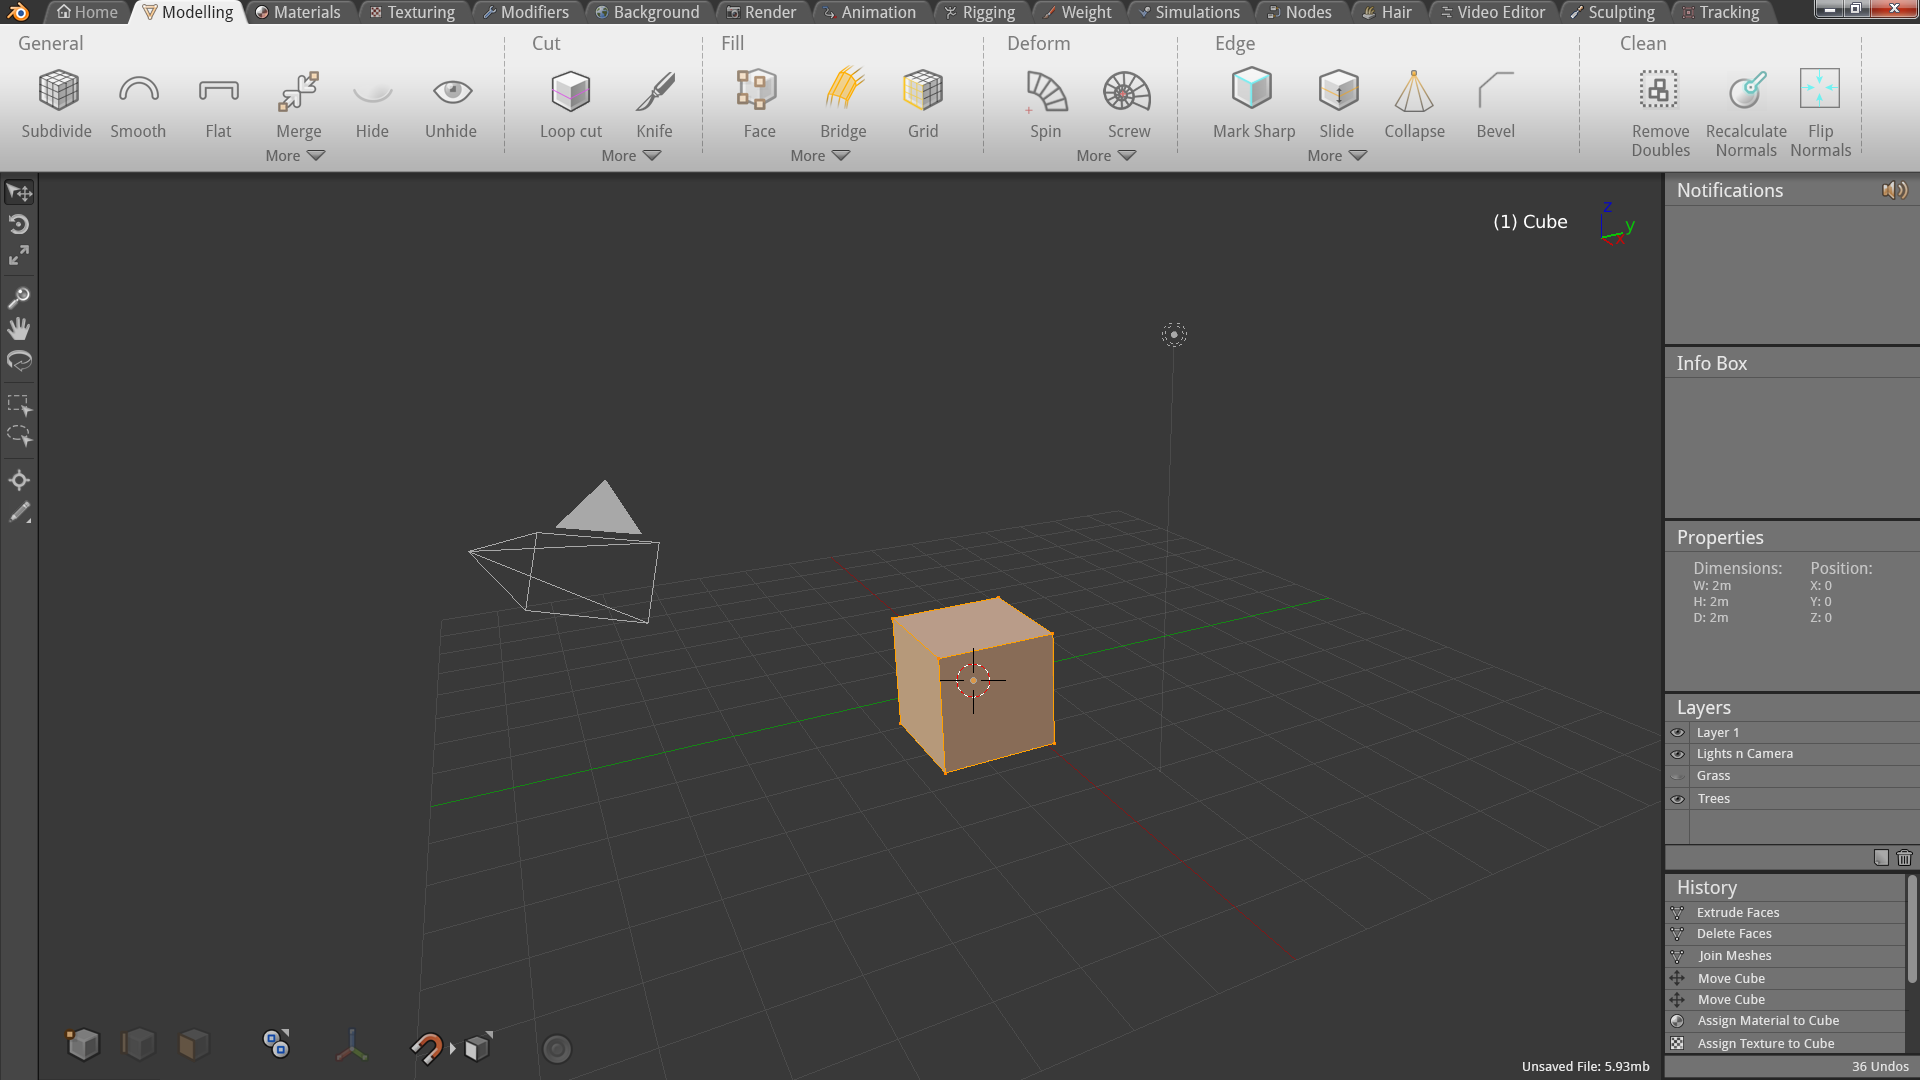 Home Modelling Materials Texturing Modifiers Background Render Animation Rigging Weight Simulations Nodes Hair Video Editor Sculpting Tracking
General Cut Fill Deform Edge Clean
Subdivide Smooth Flat Merge Hide Unhide Loop cut Knife Face Bridge Grid Spin Screw Mark Sharp Slide Collapse Bevel Remove Doubles Recalculate Normals Flip Normals
More More More More More
(1) Cube
z
y
x
Notifications
Info Box
Properties
Dimensions: Position:
W: 2m X: 0
H: 2m Y: 0
D: 2m Z: 0
Layers
Layer 1
Lights n Camera
Grass
Trees
History
Extrude Faces
Delete Faces
Join Meshes
Move Cube
Move Cube
Assign Material to Cube
Assign Texture to Cube
Unsaved File: 5.93mb
36 Undos